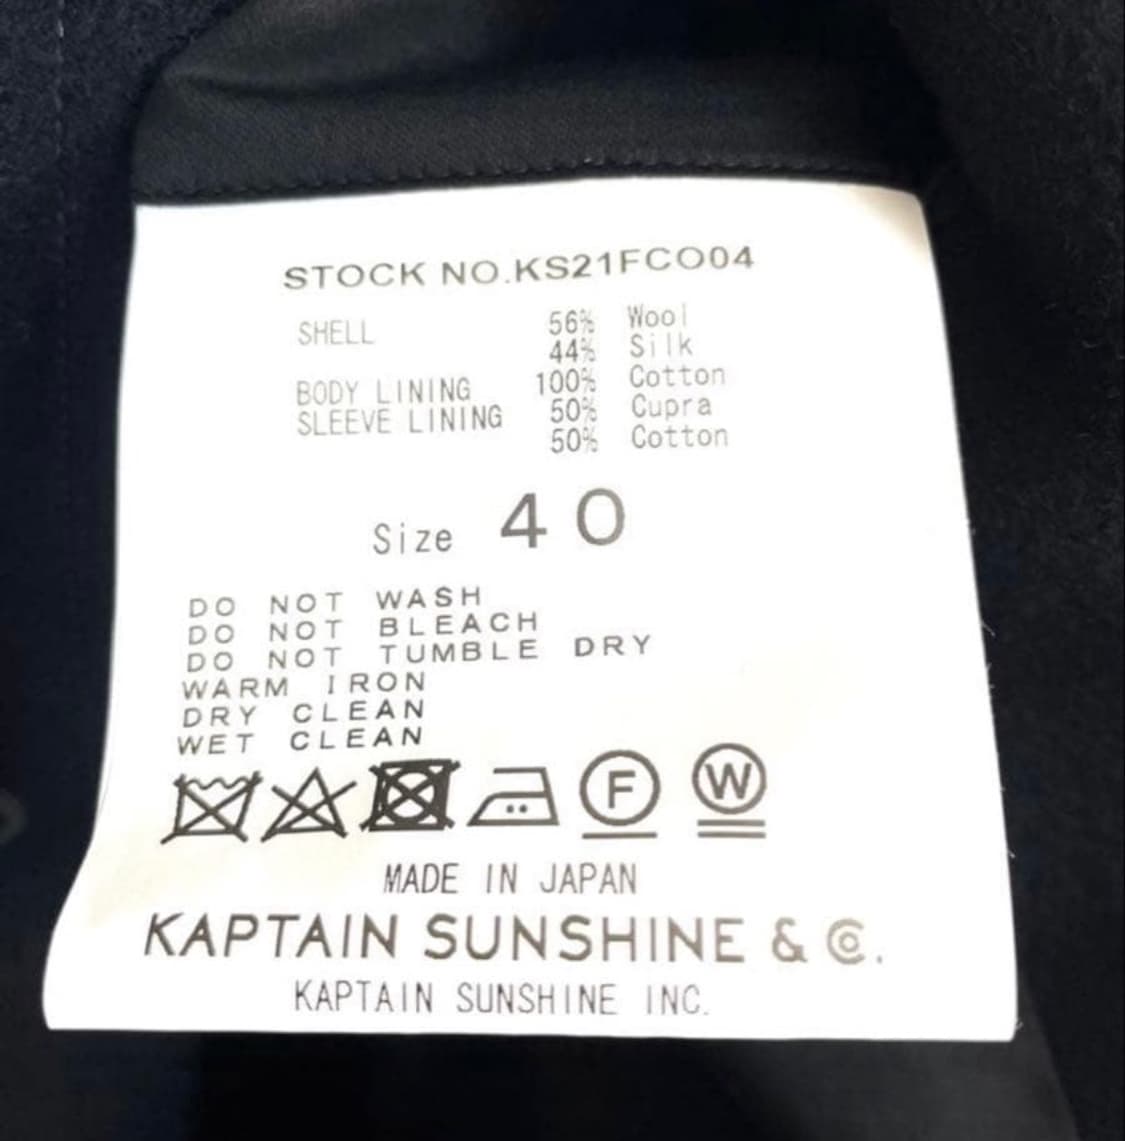 STOCK NO.KS21FCO04
SHELL 56% Wool
44% Silk
BODY LINING 100% Cotton
SLEEVE LINING 50% Cupra
50% Cotton
Size 40
DO NOT WASH
DO NOT BLEACH
DO NOT TUMBLE DRY
WARM IRON
DRY CLEAN
WET CLEAN
F W
MADE IN JAPAN
KAPTAIN SUNSHINE & Co.
KAPTAIN SUNSHINE INC.